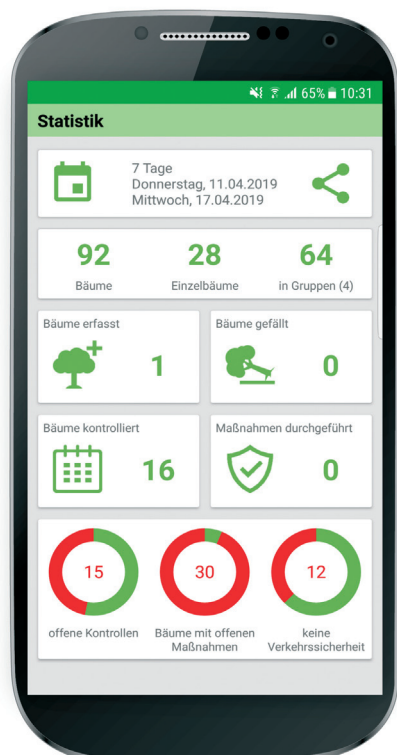 65% 10:31
Statistik
7 Tage
Donnerstag, 11.04.2019
Mittwoch, 17.04.2019
92 28 64
Bäume Einzelbäume in Gruppen (4)
Bäume erfasst
1
Bäume gefällt
0
Bäume kontrolliert
16
Maßnahmen durchgeführt
0
15
offene Kontrollen
30
Bäume mit offenen
Maßnahmen
12
keine
Verkehrssicherheit